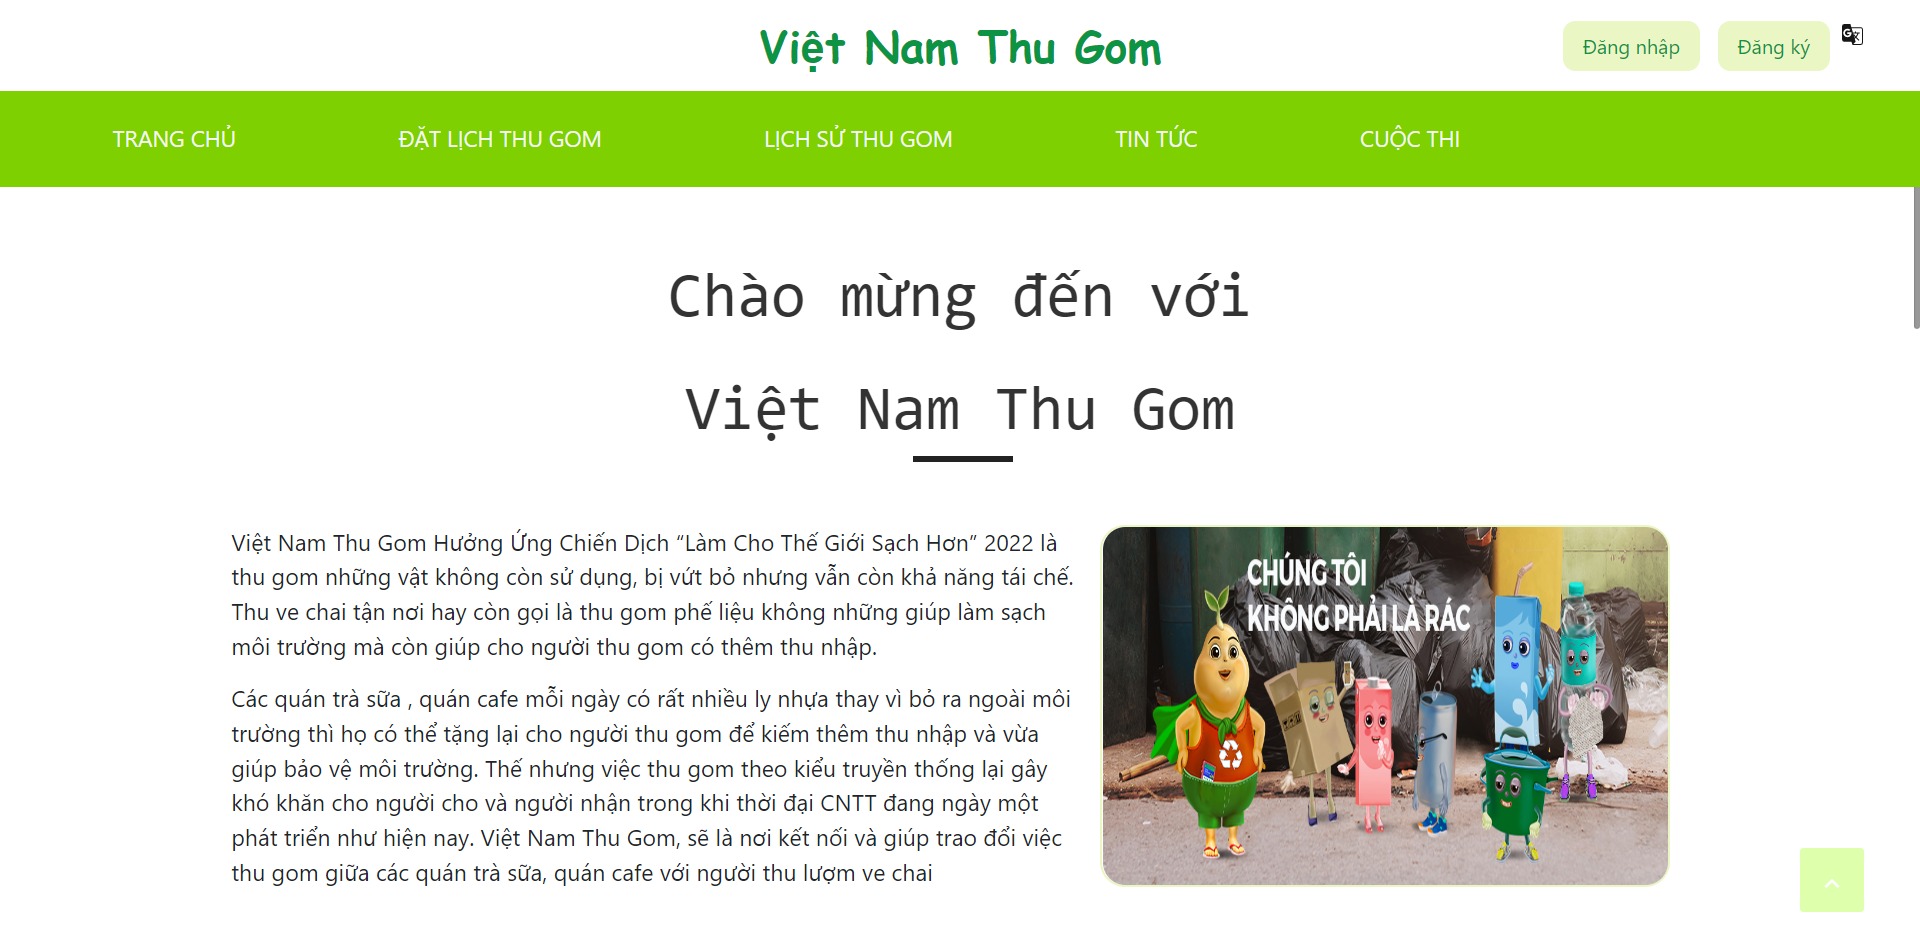 Việt Nam Thu Gom
Đăng nhập
Đăng ký
TRANG CHỦ
ĐẶT LỊCH THU GOM
LỊCH SỬ THU GOM
TIN TỨC
CUỘC THI
Chào mừng đến với
Việt Nam Thu Gom
Việt Nam Thu Gom Hưởng Ứng Chiến Dịch “Làm Cho Thế Giới Sạch Hơn” 2022 là
thu gom những vật không còn sử dụng, bị vứt bỏ nhưng vẫn còn khả năng tái chế.
Thu ve chai tận nơi hay còn gọi là thu gom phế liệu không những giúp làm sạch
môi trường mà còn giúp cho người thu gom có thêm thu nhập.
Các quán trà sữa , quán cafe mỗi ngày có rất nhiều ly nhựa thay vì bỏ ra ngoài môi
trường thì họ có thể tặng lại cho người thu gom để kiếm thêm thu nhập và vừa
giúp bảo vệ môi trường. Thế nhưng việc thu gom theo kiểu truyền thống lại gây
khó khăn cho người cho và người nhận trong khi thời đại CNTT đang ngày một
phát triển như hiện nay. Việt Nam Thu Gom, sẽ là nơi kết nối và giúp trao đổi việc
thu gom giữa các quán trà sữa, quán cafe với người thu lượm ve chai
CHÚNG TÔI
KHÔNG PHẢI LÀ RÁC